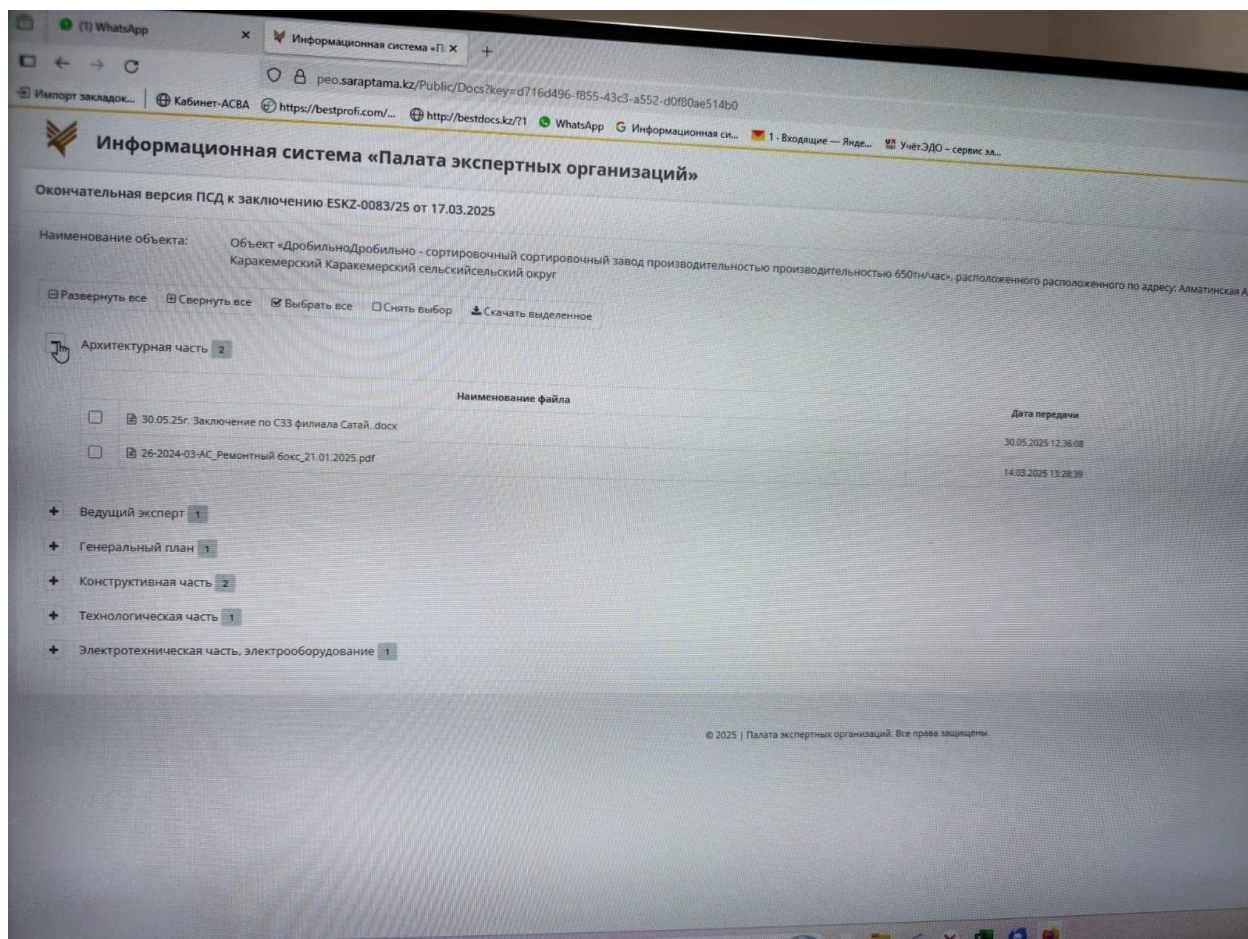 (1) WhatsApp
Информационная система «П
peo.saraptama.kz/Public/Docs?key=d716d496-f855-43c3-a552-d0f80ae514b0
Импорт закладок...
Кабинет-АСВА
https://bestprofi.com/...
http://bestdocs.kz/?1
WhatsApp
Информационная си...
1 · Входящие — Янде...
Учёт.ЭДО – сервис эл...
Информационная система «Палата экспертных организаций»
Окончательная версия ПСД к заключению ESKZ-0083/25 от 17.03.2025
Наименование объекта:
Объект «ДробильноДробильно - сортировочный сортировочный завод производительностью производительностью 650тн/час», расположенного расположенного по адресу: Алматинская А
Каракемерский Каракемерский сельскийсельский округ
Развернуть все
Свернуть все
Выбрать все
Снять выбор
Скачать выделенное
Архитектурная часть 2
Наименование файла
Дата передачи
30.05.25г. Заключение по СЗЗ филиала Сатай..docx
30.05.2025 12:36:08
26-2024-03-АС_Ремонтный бокс_21.01.2025.pdf
14.03.2025 13:28:39
Ведущий эксперт 1
Генеральный план 1
Конструктивная часть 2
Технологическая часть 1
Электротехническая часть, электрооборудование 1
© 2025 | Палата экспертных организаций. Все права защищены.